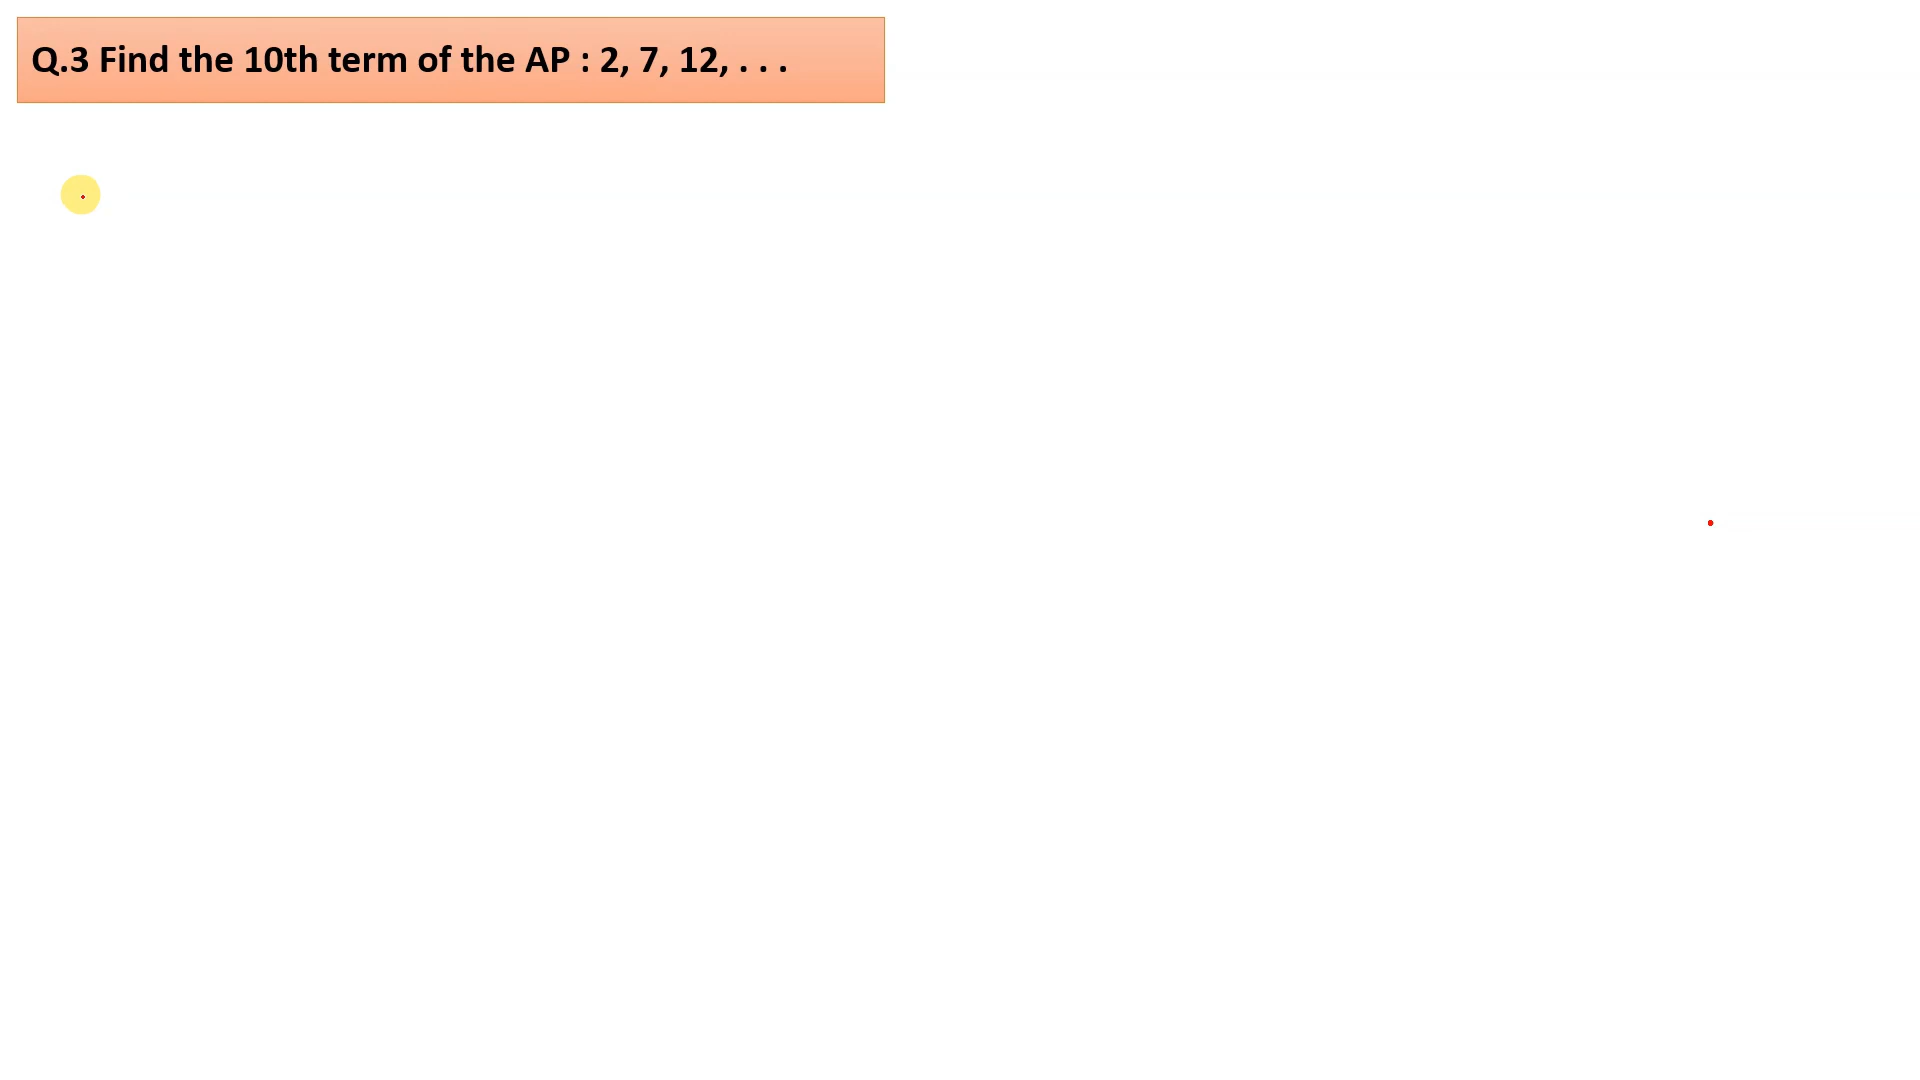 Q.3 Find the 10th term of the AP : 2, 7, 12, . . .